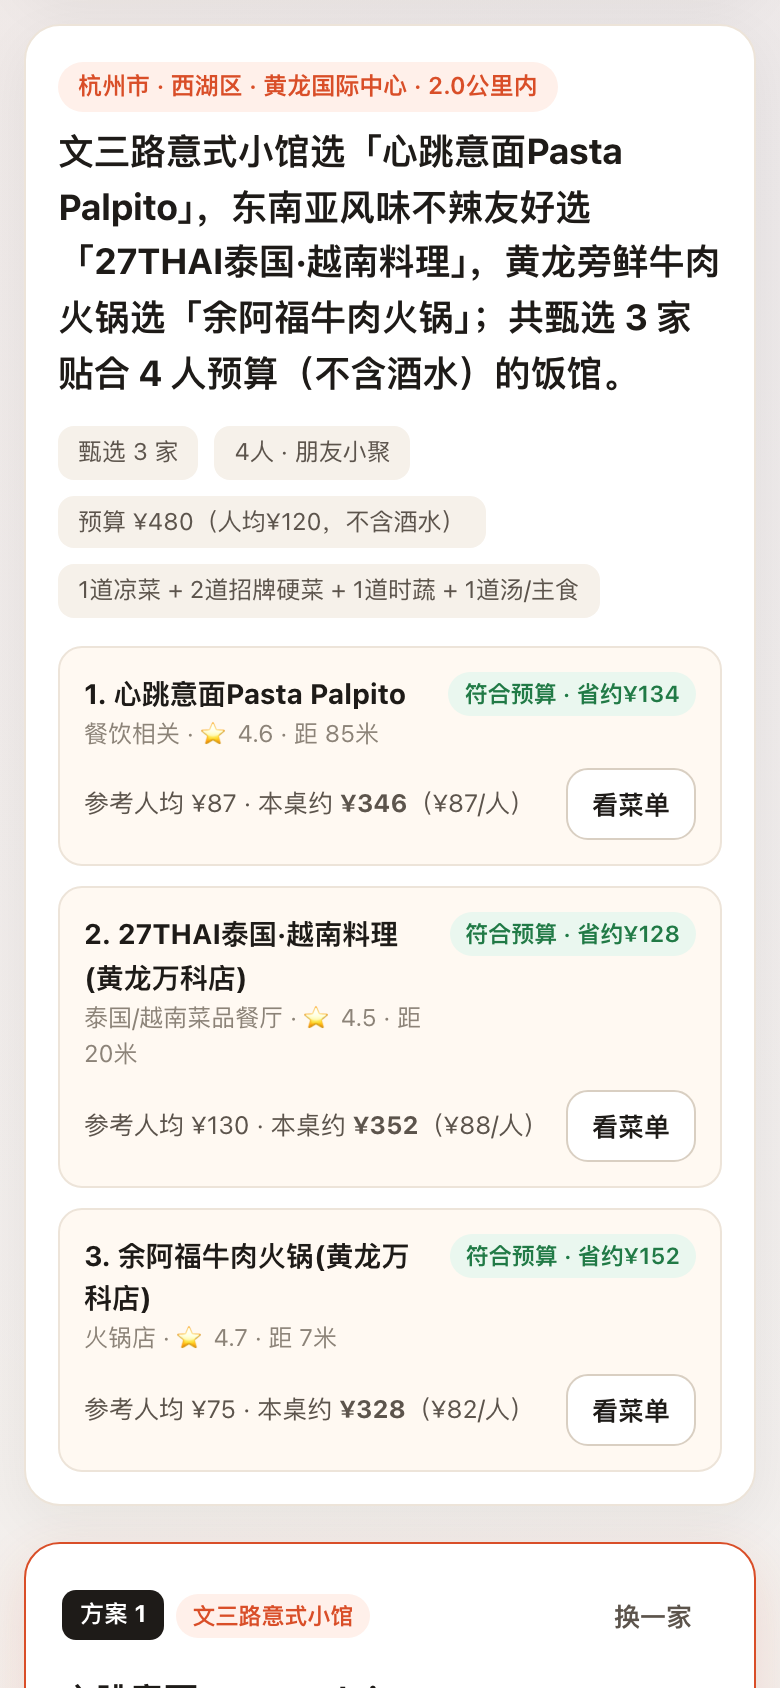 杭州市 · 西湖区 · 黄龙国际中心 · 2.0公里内
文三路意式小馆选「心跳意面Pasta
Palpito」，东南亚风味不辣友好选
「27THAI泰国·越南料理」，黄龙旁鲜牛肉
火锅选「余阿福牛肉火锅」；共甄选 3 家
贴合 4 人预算（不含酒水）的饭馆。
甄选 3 家
4人 · 朋友小聚
预算 ¥480（人均¥120，不含酒水）
1道凉菜 + 2道招牌硬菜 + 1道时蔬 + 1道汤/主食
1. 心跳意面Pasta Palpito
符合预算 · 省约¥134
餐饮相关 · ⭐ 4.6 · 距 85米
参考人均 ¥87 · 本桌约 ¥346（¥87/人）
看菜单
2. 27THAI泰国·越南料理
(黄龙万科店)
符合预算 · 省约¥128
泰国/越南菜品餐厅 · ⭐ 4.5 · 距
20米
参考人均 ¥130 · 本桌约 ¥352（¥88/人）
看菜单
3. 余阿福牛肉火锅(黄龙万
科店)
符合预算 · 省约¥152
火锅店 · ⭐ 4.7 · 距 7米
参考人均 ¥75 · 本桌约 ¥328（¥82/人）
看菜单
方案 1
文三路意式小馆
换一家